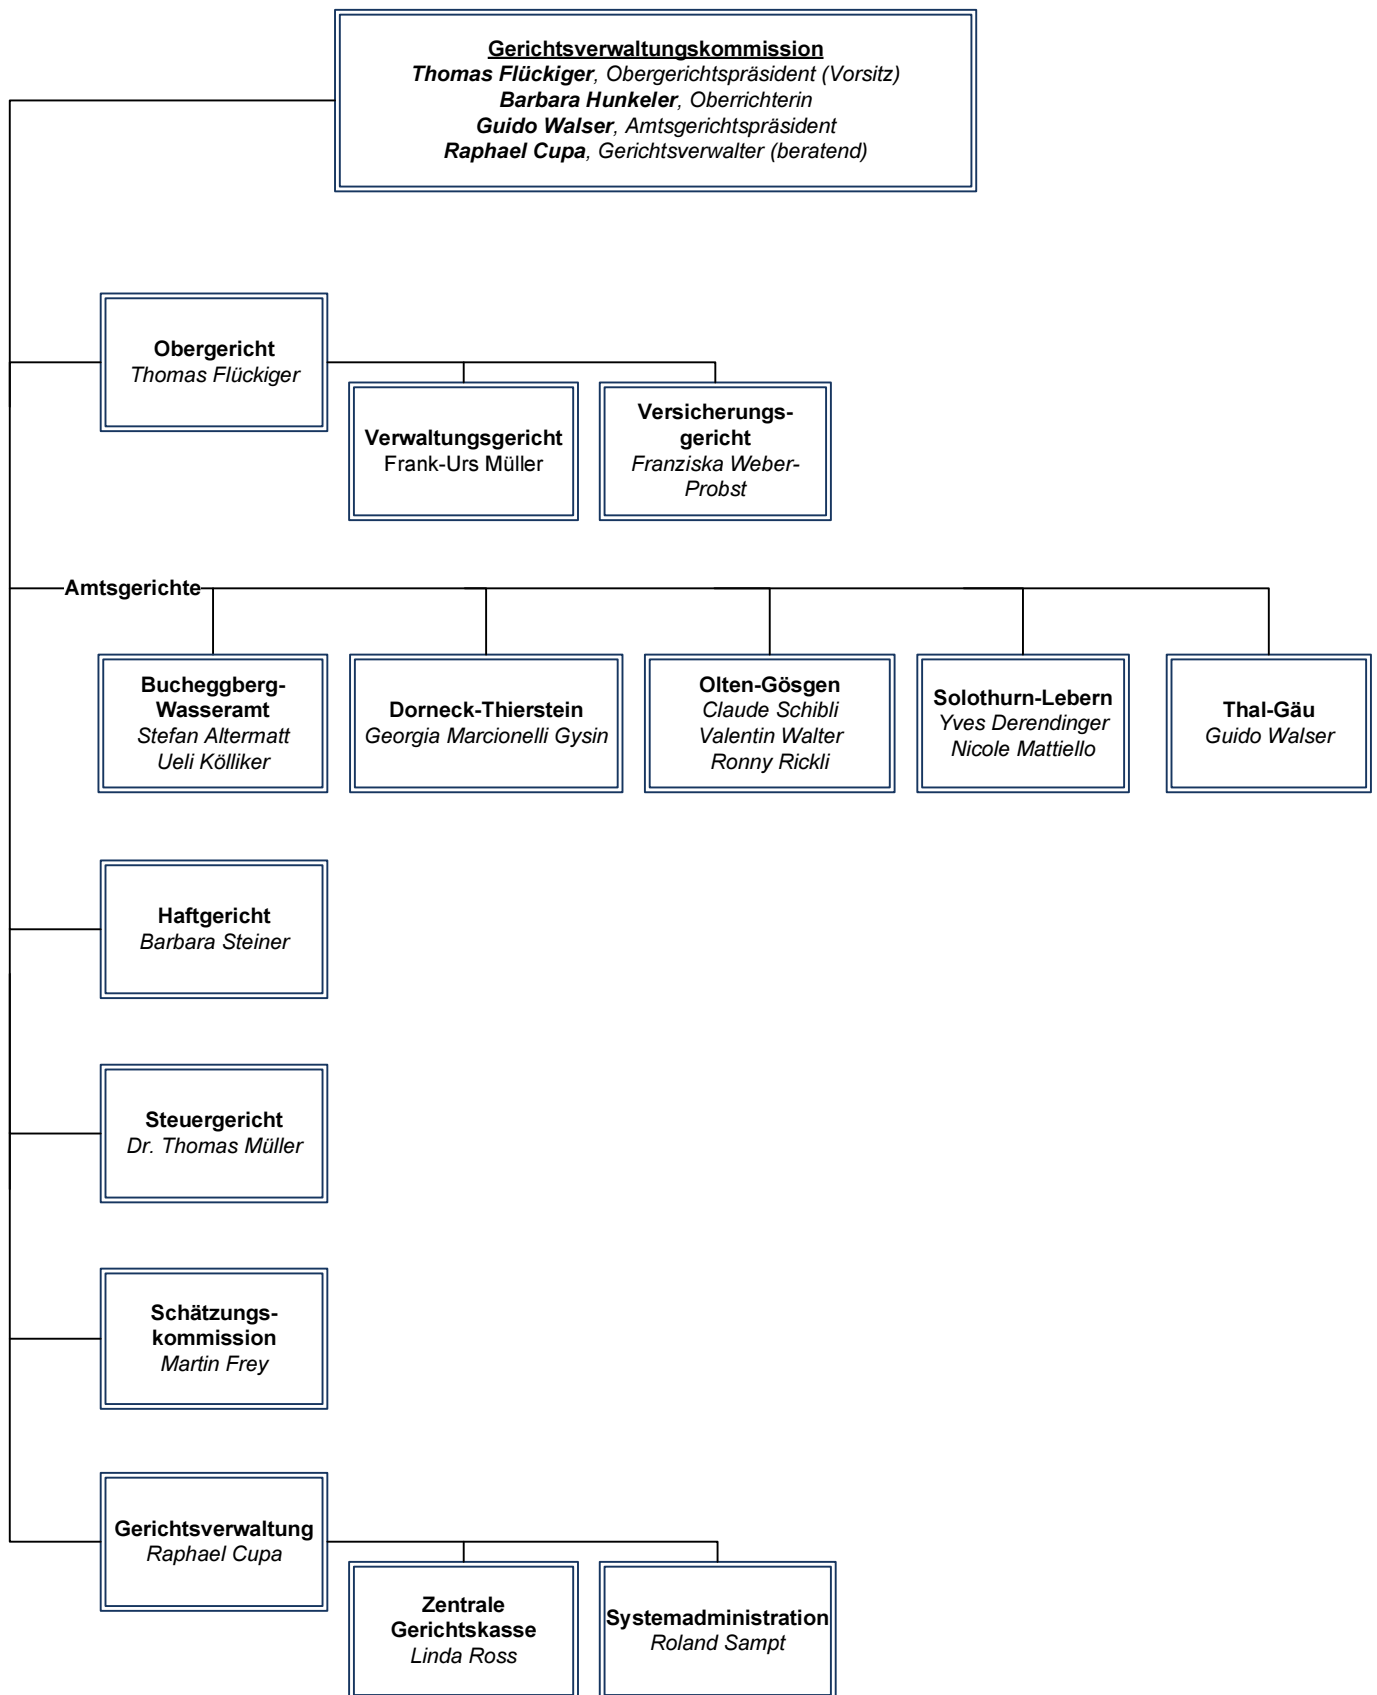 Gerichtsverwaltungskommission
Thomas Flückiger, Obergerichtspräsident (Vorsitz)
Barbara Hunkeler, Oberrichterin
Guido Walser, Amtsgerichtspräsident
Raphael Cupa, Gerichtsverwalter (beratend)
Obergericht
Thomas Flückiger
Verwaltungsgericht
Frank-Urs Müller
Versicherungs-
gericht
Franziska Weber-
Probst
Amtsgerichte
Bucheggberg-
Wasseramt
Stefan Altermatt
Ueli Kölliker
Dorneck-Thierstein
Georgia Marcionelli Gysin
Olten-Gösgen
Claude Schibli
Valentin Walter
Ronny Rickli
Solothurn-Lebern
Yves Derendinger
Nicole Mattiello
Thal-Gäu
Guido Walser
Haftgericht
Barbara Steiner
Steuergericht
Dr. Thomas Müller
Schätzungs-
kommission
Martin Frey
Gerichtsverwaltung
Raphael Cupa
Zentrale
Gerichtskasse
Linda Ross
Systemadministration
Roland Sampt